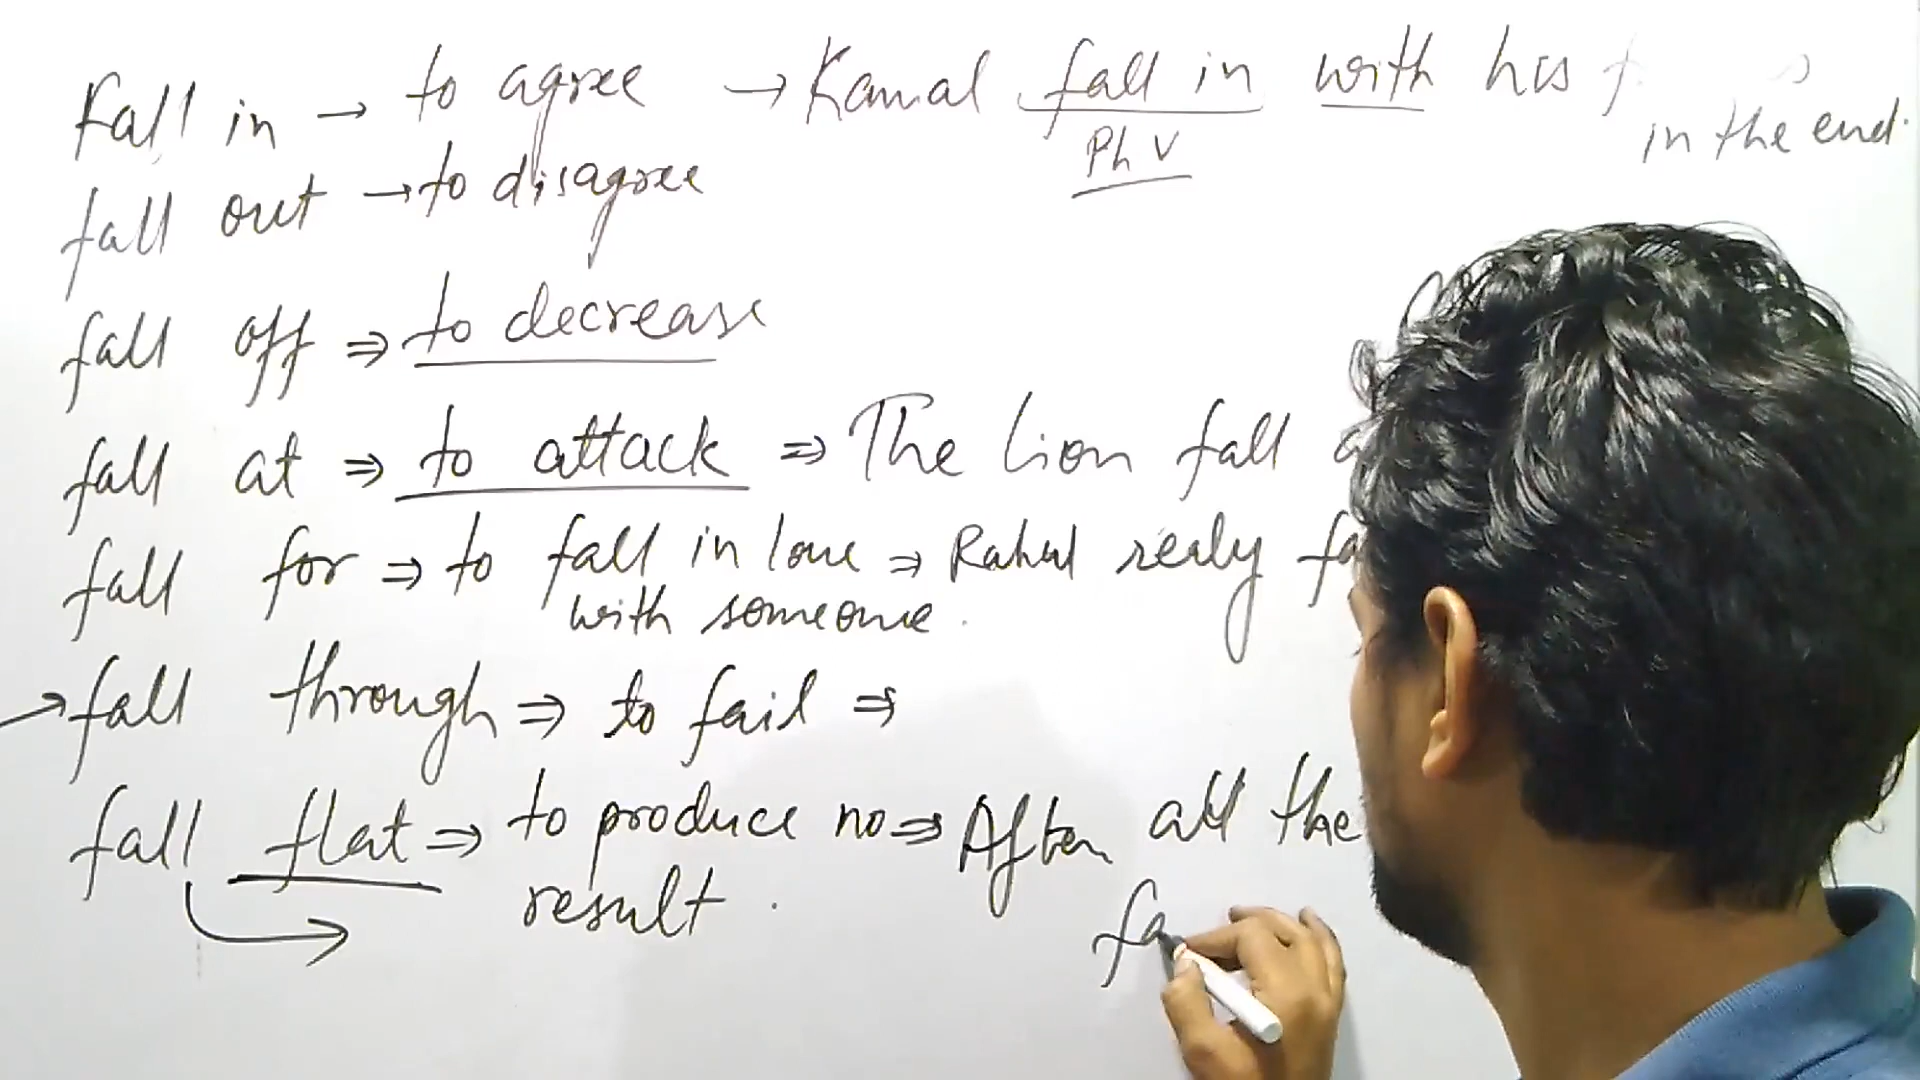 Fall in → to agree → Kamal fall in with his
in the end.
Ph V
fall out → to disagree
fall off ⇒ to decrease
fall at ⇒ to attack ⇒ The Lion fall
fall for ⇒ to fall in love ⇒ Rahul realy
with someone.
→ fall through ⇒ to fail ⇒
fall flat ⇒ to produce no ⇒ After all the
result.
fa